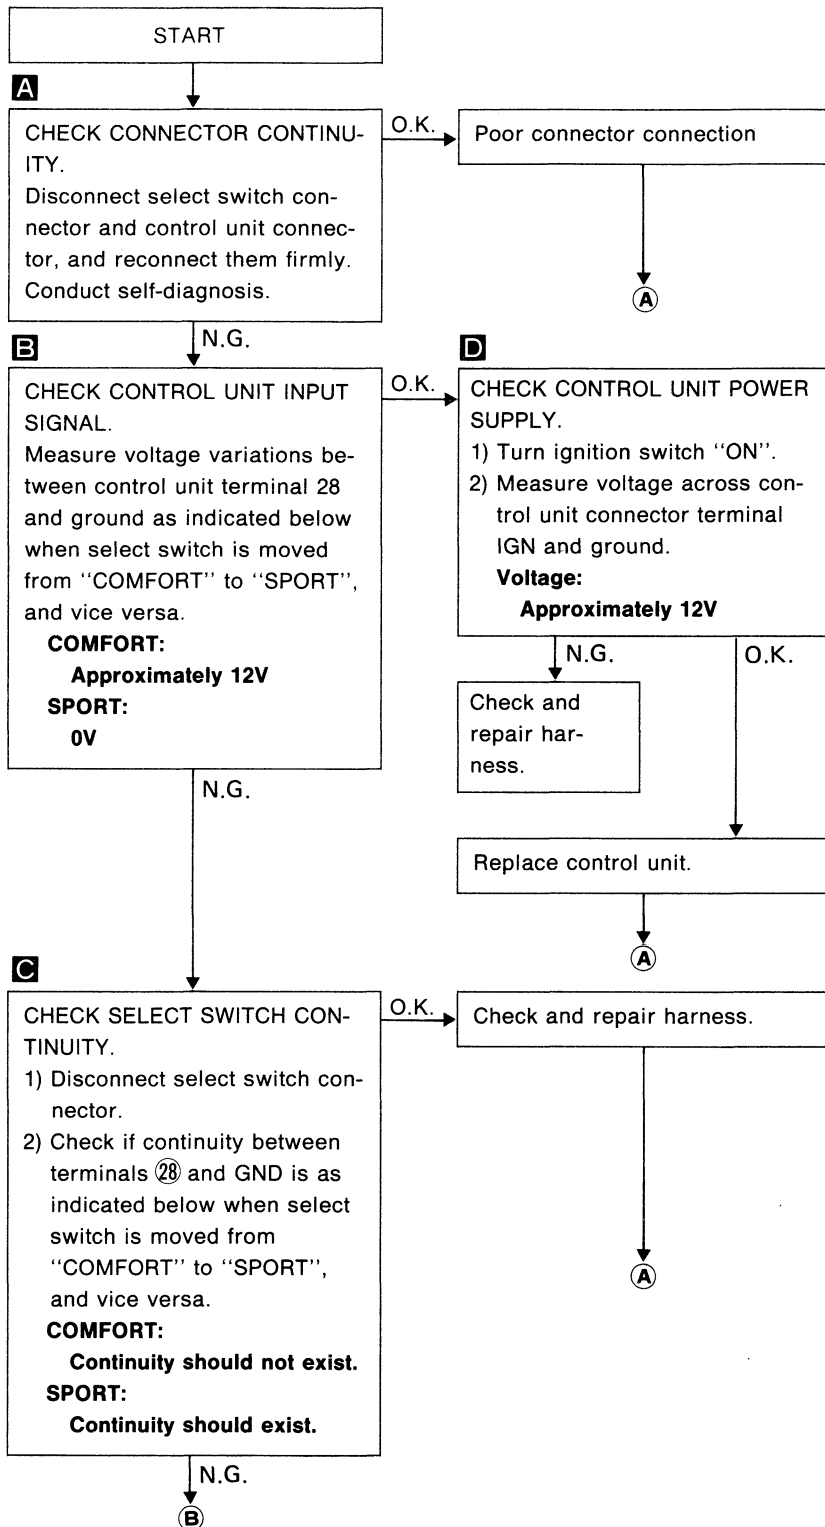 START
A
CHECK CONNECTOR CONTINU-
ITY.
Disconnect select switch con-
nector and control unit connec-
tor, and reconnect them firmly.
Conduct self-diagnosis.
O.K.
Poor connector connection
A
N.G.
B
CHECK CONTROL UNIT INPUT
SIGNAL.
Measure voltage variations be-
tween control unit terminal 28
and ground as indicated below
when select switch is moved
from ‘‘COMFORT’’ to ‘‘SPORT’’,
and vice versa.
COMFORT:
Approximately 12V
SPORT:
0V
O.K.
D
CHECK CONTROL UNIT POWER
SUPPLY.
1) Turn ignition switch ‘‘ON’’.
2) Measure voltage across con-
trol unit connector terminal
IGN and ground.
Voltage:
Approximately 12V
N.G.
Check and
repair har-
ness.
O.K.
Replace control unit.
A
N.G.
C
CHECK SELECT SWITCH CON-
TINUITY.
1) Disconnect select switch con-
nector.
2) Check if continuity between
terminals ㉘ and GND is as
indicated below when select
switch is moved from
‘‘COMFORT’’ to ‘‘SPORT’’,
and vice versa.
COMFORT:
Continuity should not exist.
SPORT:
Continuity should exist.
O.K.
Check and repair harness.
A
N.G.
B